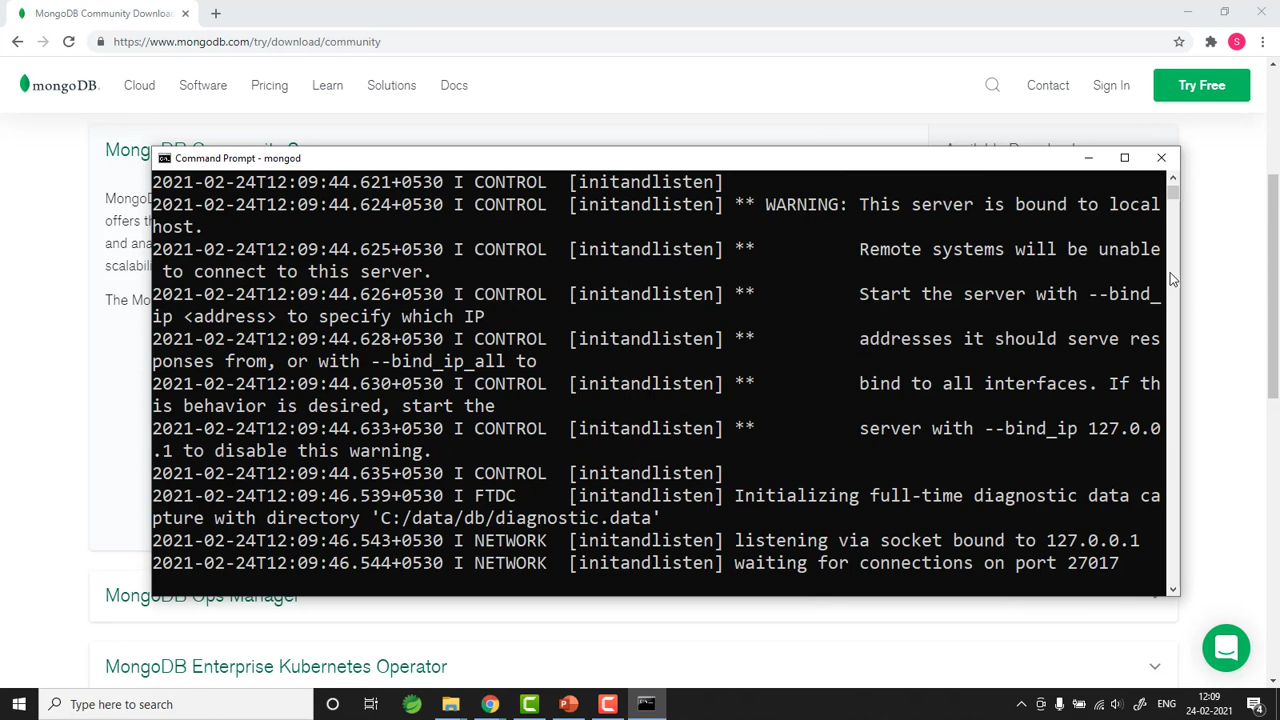 MongoDB Community Downloa
https://www.mongodb.com/try/download/community
S
mongoDB.
Cloud
Software
Pricing
Learn
Solutions
Docs
Contact
Sign In
Try Free
Command Prompt - mongod
2021-02-24T12:09:44.621+0530 I CONTROL  [initandlisten]
2021-02-24T12:09:44.624+0530 I CONTROL  [initandlisten] ** WARNING: This server is bound to local
host.
2021-02-24T12:09:44.625+0530 I CONTROL  [initandlisten] **          Remote systems will be unable
 to connect to this server.
2021-02-24T12:09:44.626+0530 I CONTROL  [initandlisten] **          Start the server with --bind_
ip <address> to specify which IP
2021-02-24T12:09:44.628+0530 I CONTROL  [initandlisten] **          addresses it should serve res
ponses from, or with --bind_ip_all to
2021-02-24T12:09:44.630+0530 I CONTROL  [initandlisten] **          bind to all interfaces. If th
is behavior is desired, start the
2021-02-24T12:09:44.633+0530 I CONTROL  [initandlisten] **          server with --bind_ip 127.0.0
.1 to disable this warning.
2021-02-24T12:09:44.635+0530 I CONTROL  [initandlisten]
2021-02-24T12:09:46.539+0530 I FTDC     [initandlisten] Initializing full-time diagnostic data ca
pture with directory 'C:/data/db/diagnostic.data'
2021-02-24T12:09:46.543+0530 I NETWORK  [initandlisten] listening via socket bound to 127.0.0.1
2021-02-24T12:09:46.544+0530 I NETWORK  [initandlisten] waiting for connections on port 27017
MongoD
offers th
and ana
scalabili
The Mo
MongoDB Ops Manager
MongoDB Enterprise Kubernetes Operator
Type here to search
12:09
24-02-2021
4